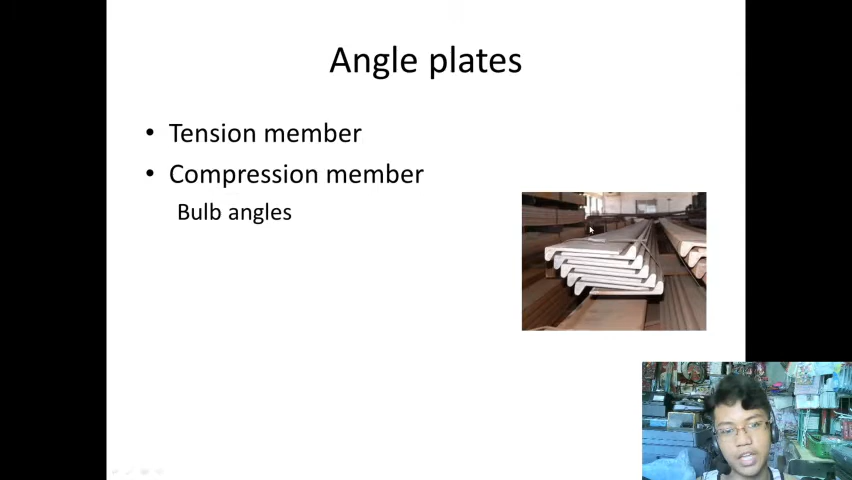 Angle plates
• Tension member
• Compression member
Bulb angles